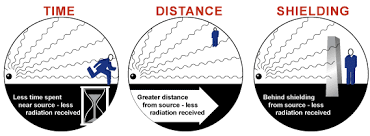 TIME
Less time spent
near source - less
radiation received
DISTANCE
Greater distance
from source - less
radiation received
SHIELDING
Behind shielding
from source - less
radiation received